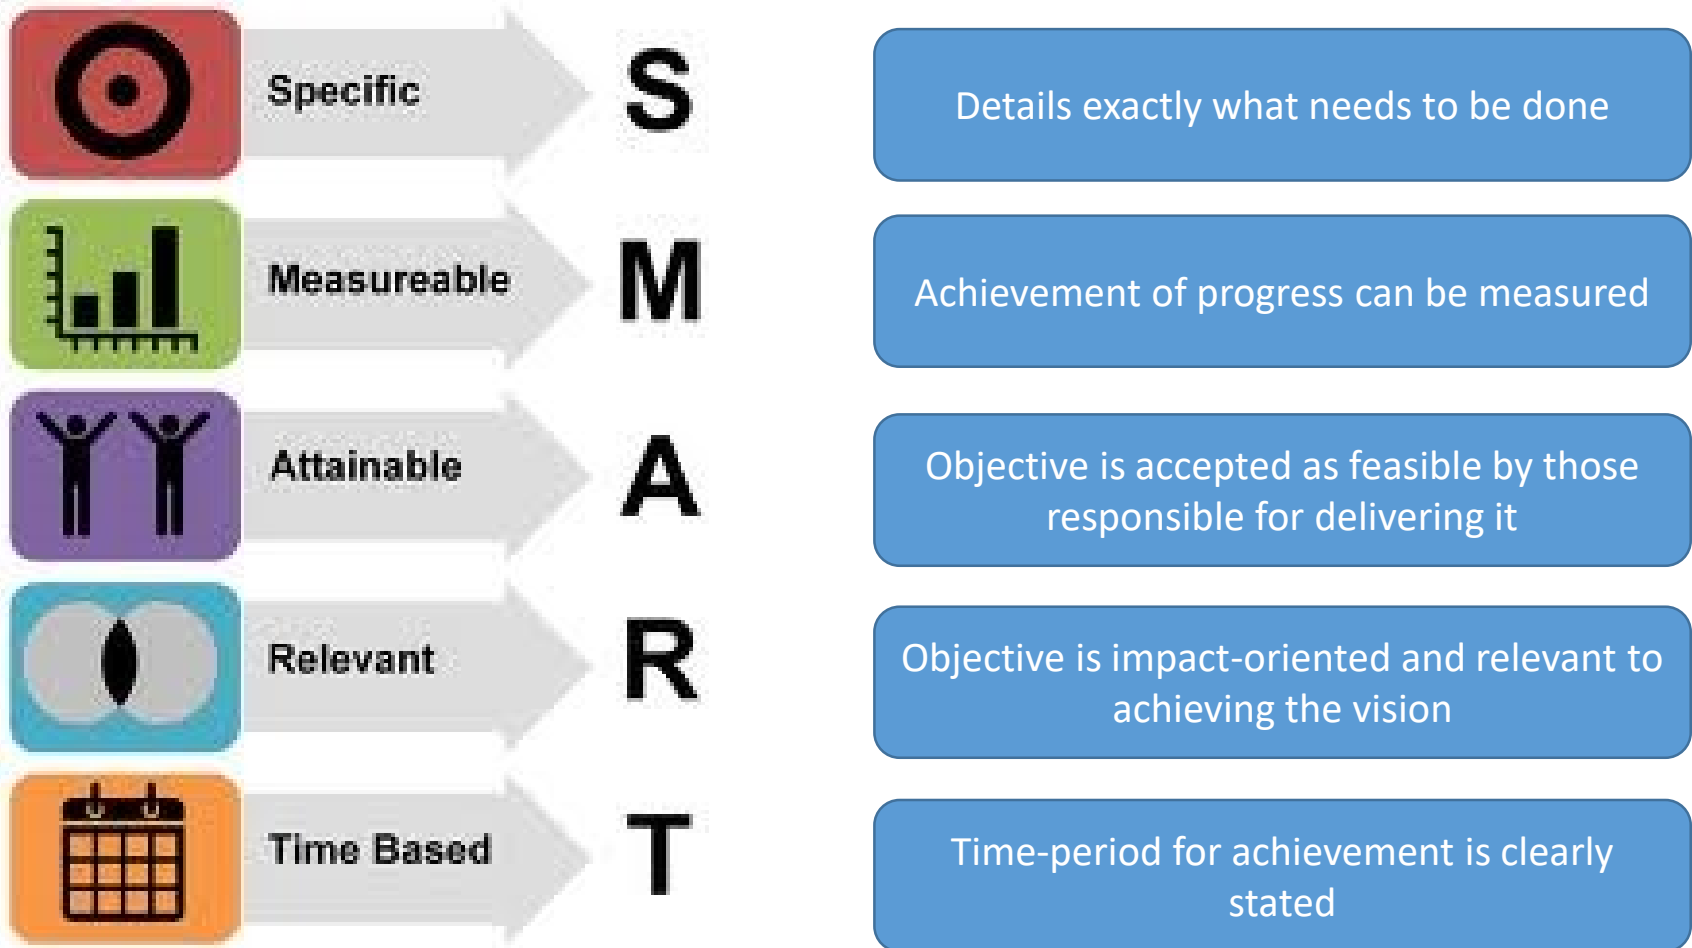 Specific
S
Details exactly what needs to be done
Measureable
M
Achievement of progress can be measured
Attainable
A
Objective is accepted as feasible by those
responsible for delivering it
Relevant
R
Objective is impact-oriented and relevant to
achieving the vision
Time Based
T
Time-period for achievement is clearly
stated